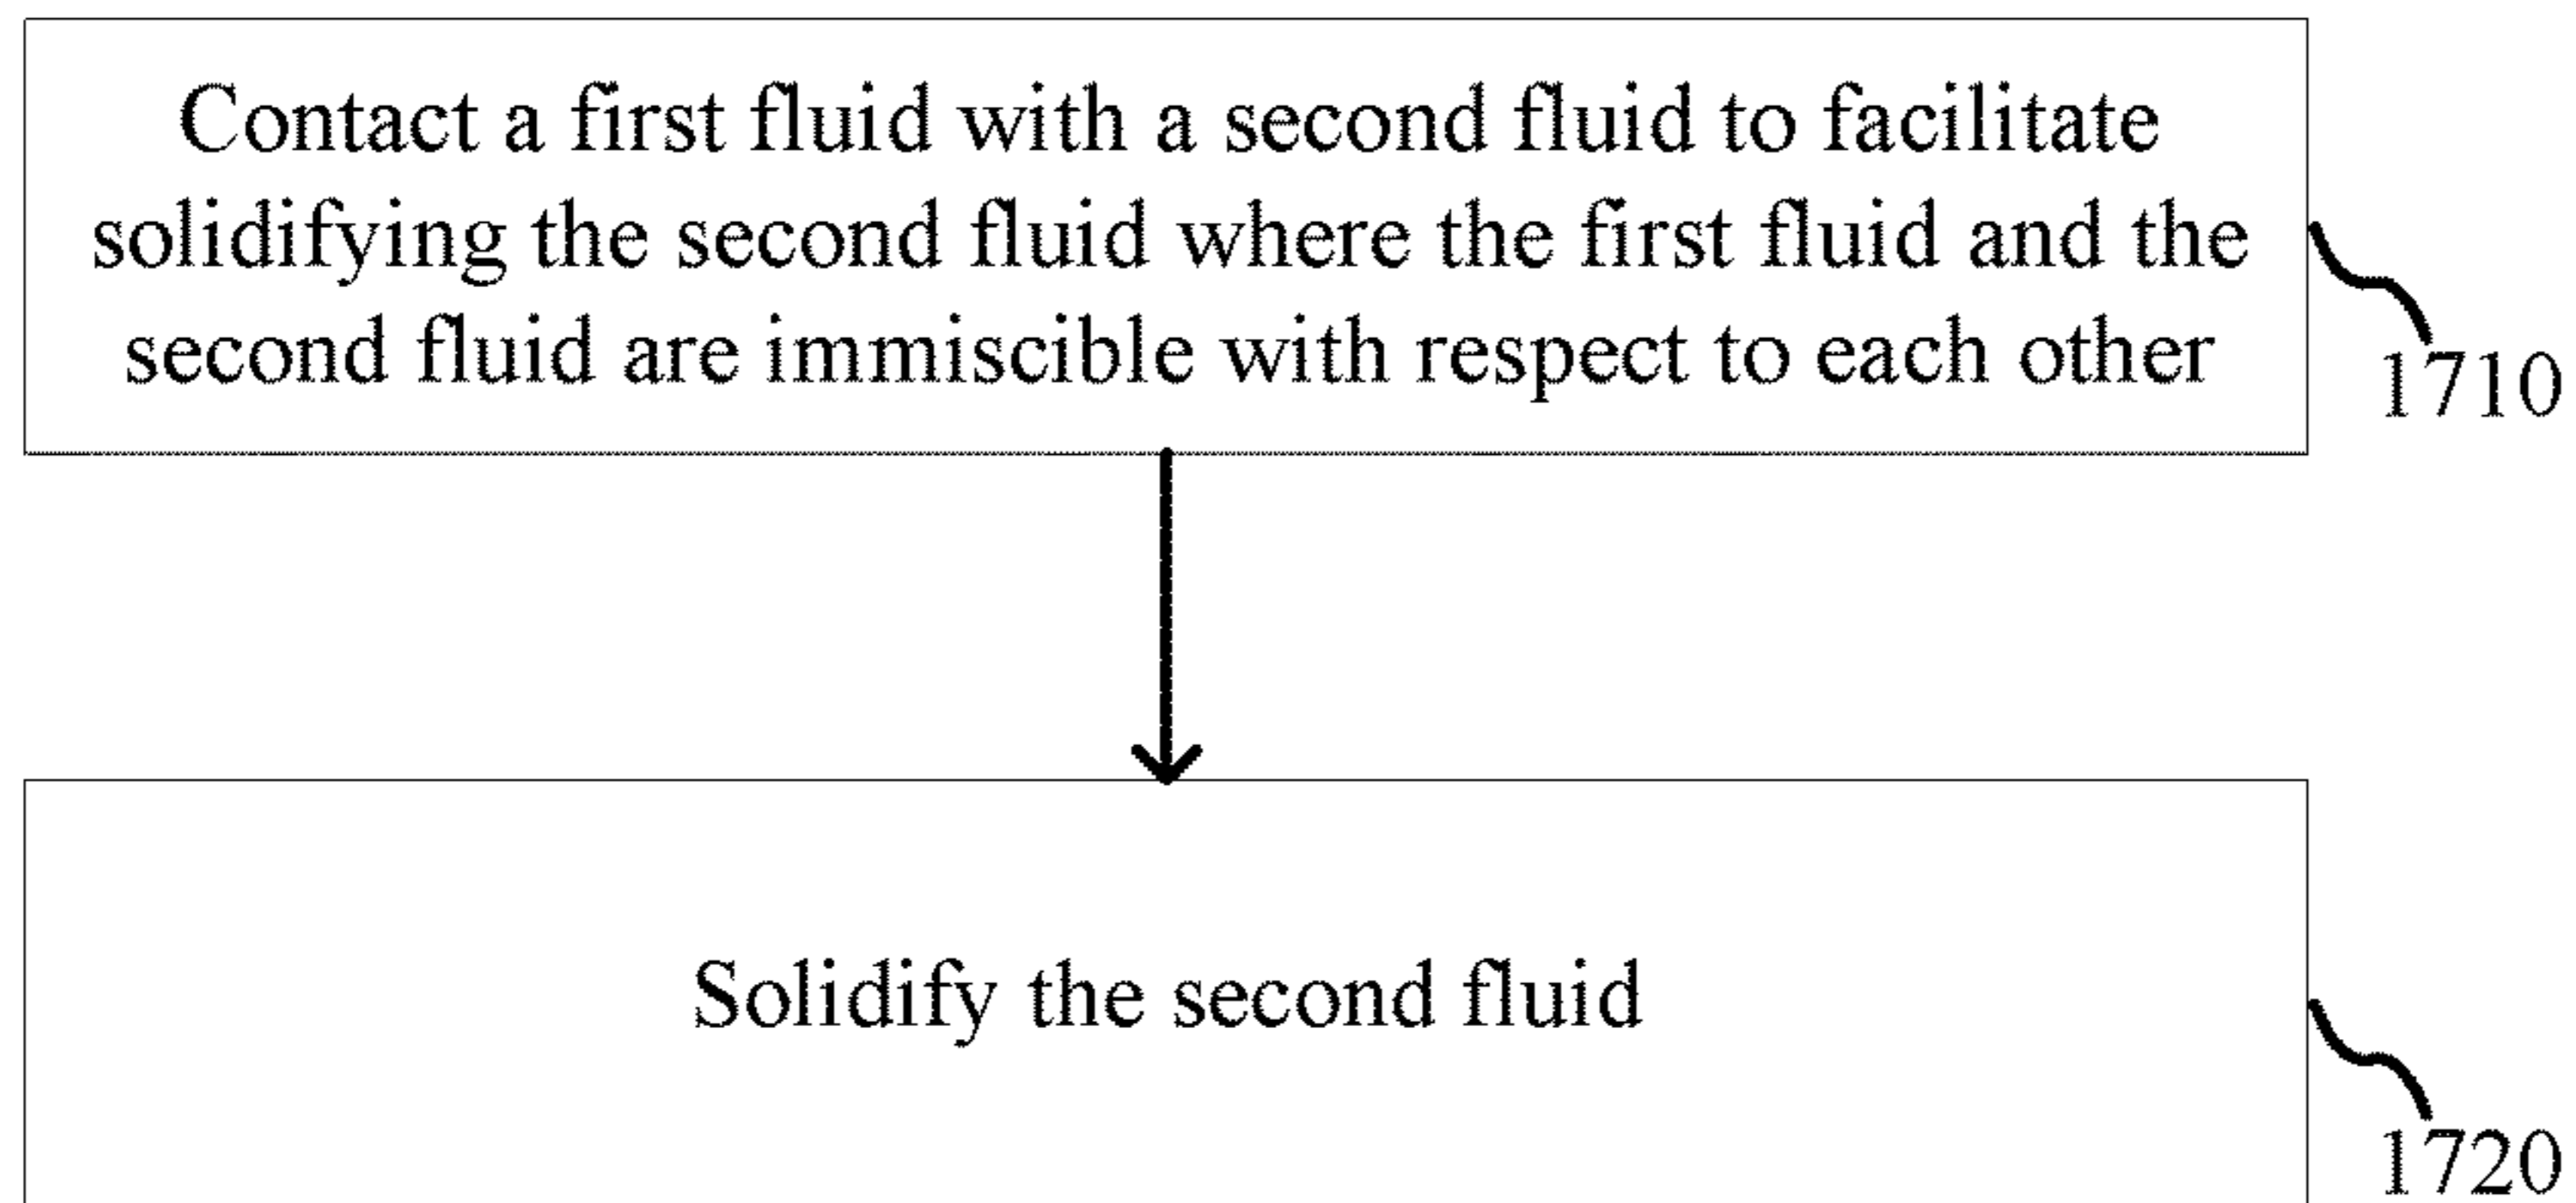 Contact a first fluid with a second fluid to facilitate
solidifying the second fluid where the first fluid and the
second fluid are immiscible with respect to each other
1710
Solidify the second fluid
1720